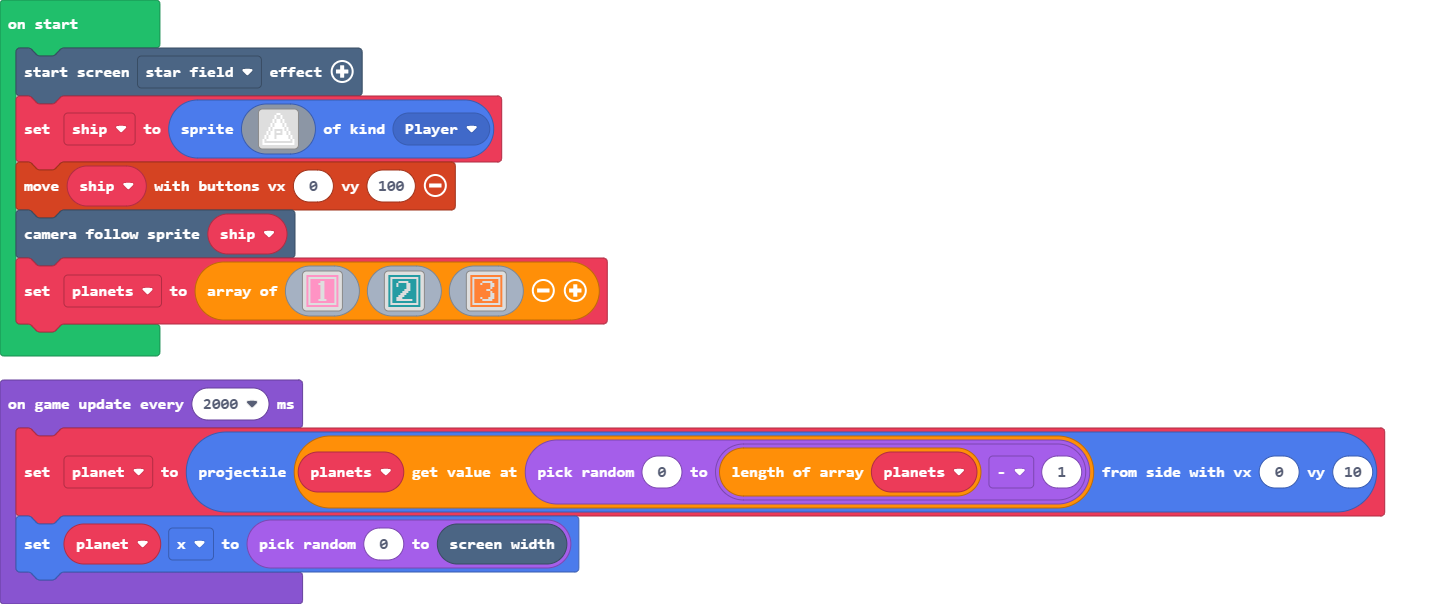 on start
start screen star field effect
set ship to sprite P of kind Player
move ship with buttons vx 0 vy 100
camera follow sprite ship
set planets to array of 1 2 3
on game update every 2000 ms
set planet to projectile planets get value at pick random 0 to length of array planets - 1 from side with vx 0 vy 10
set planet x to pick random 0 to screen width